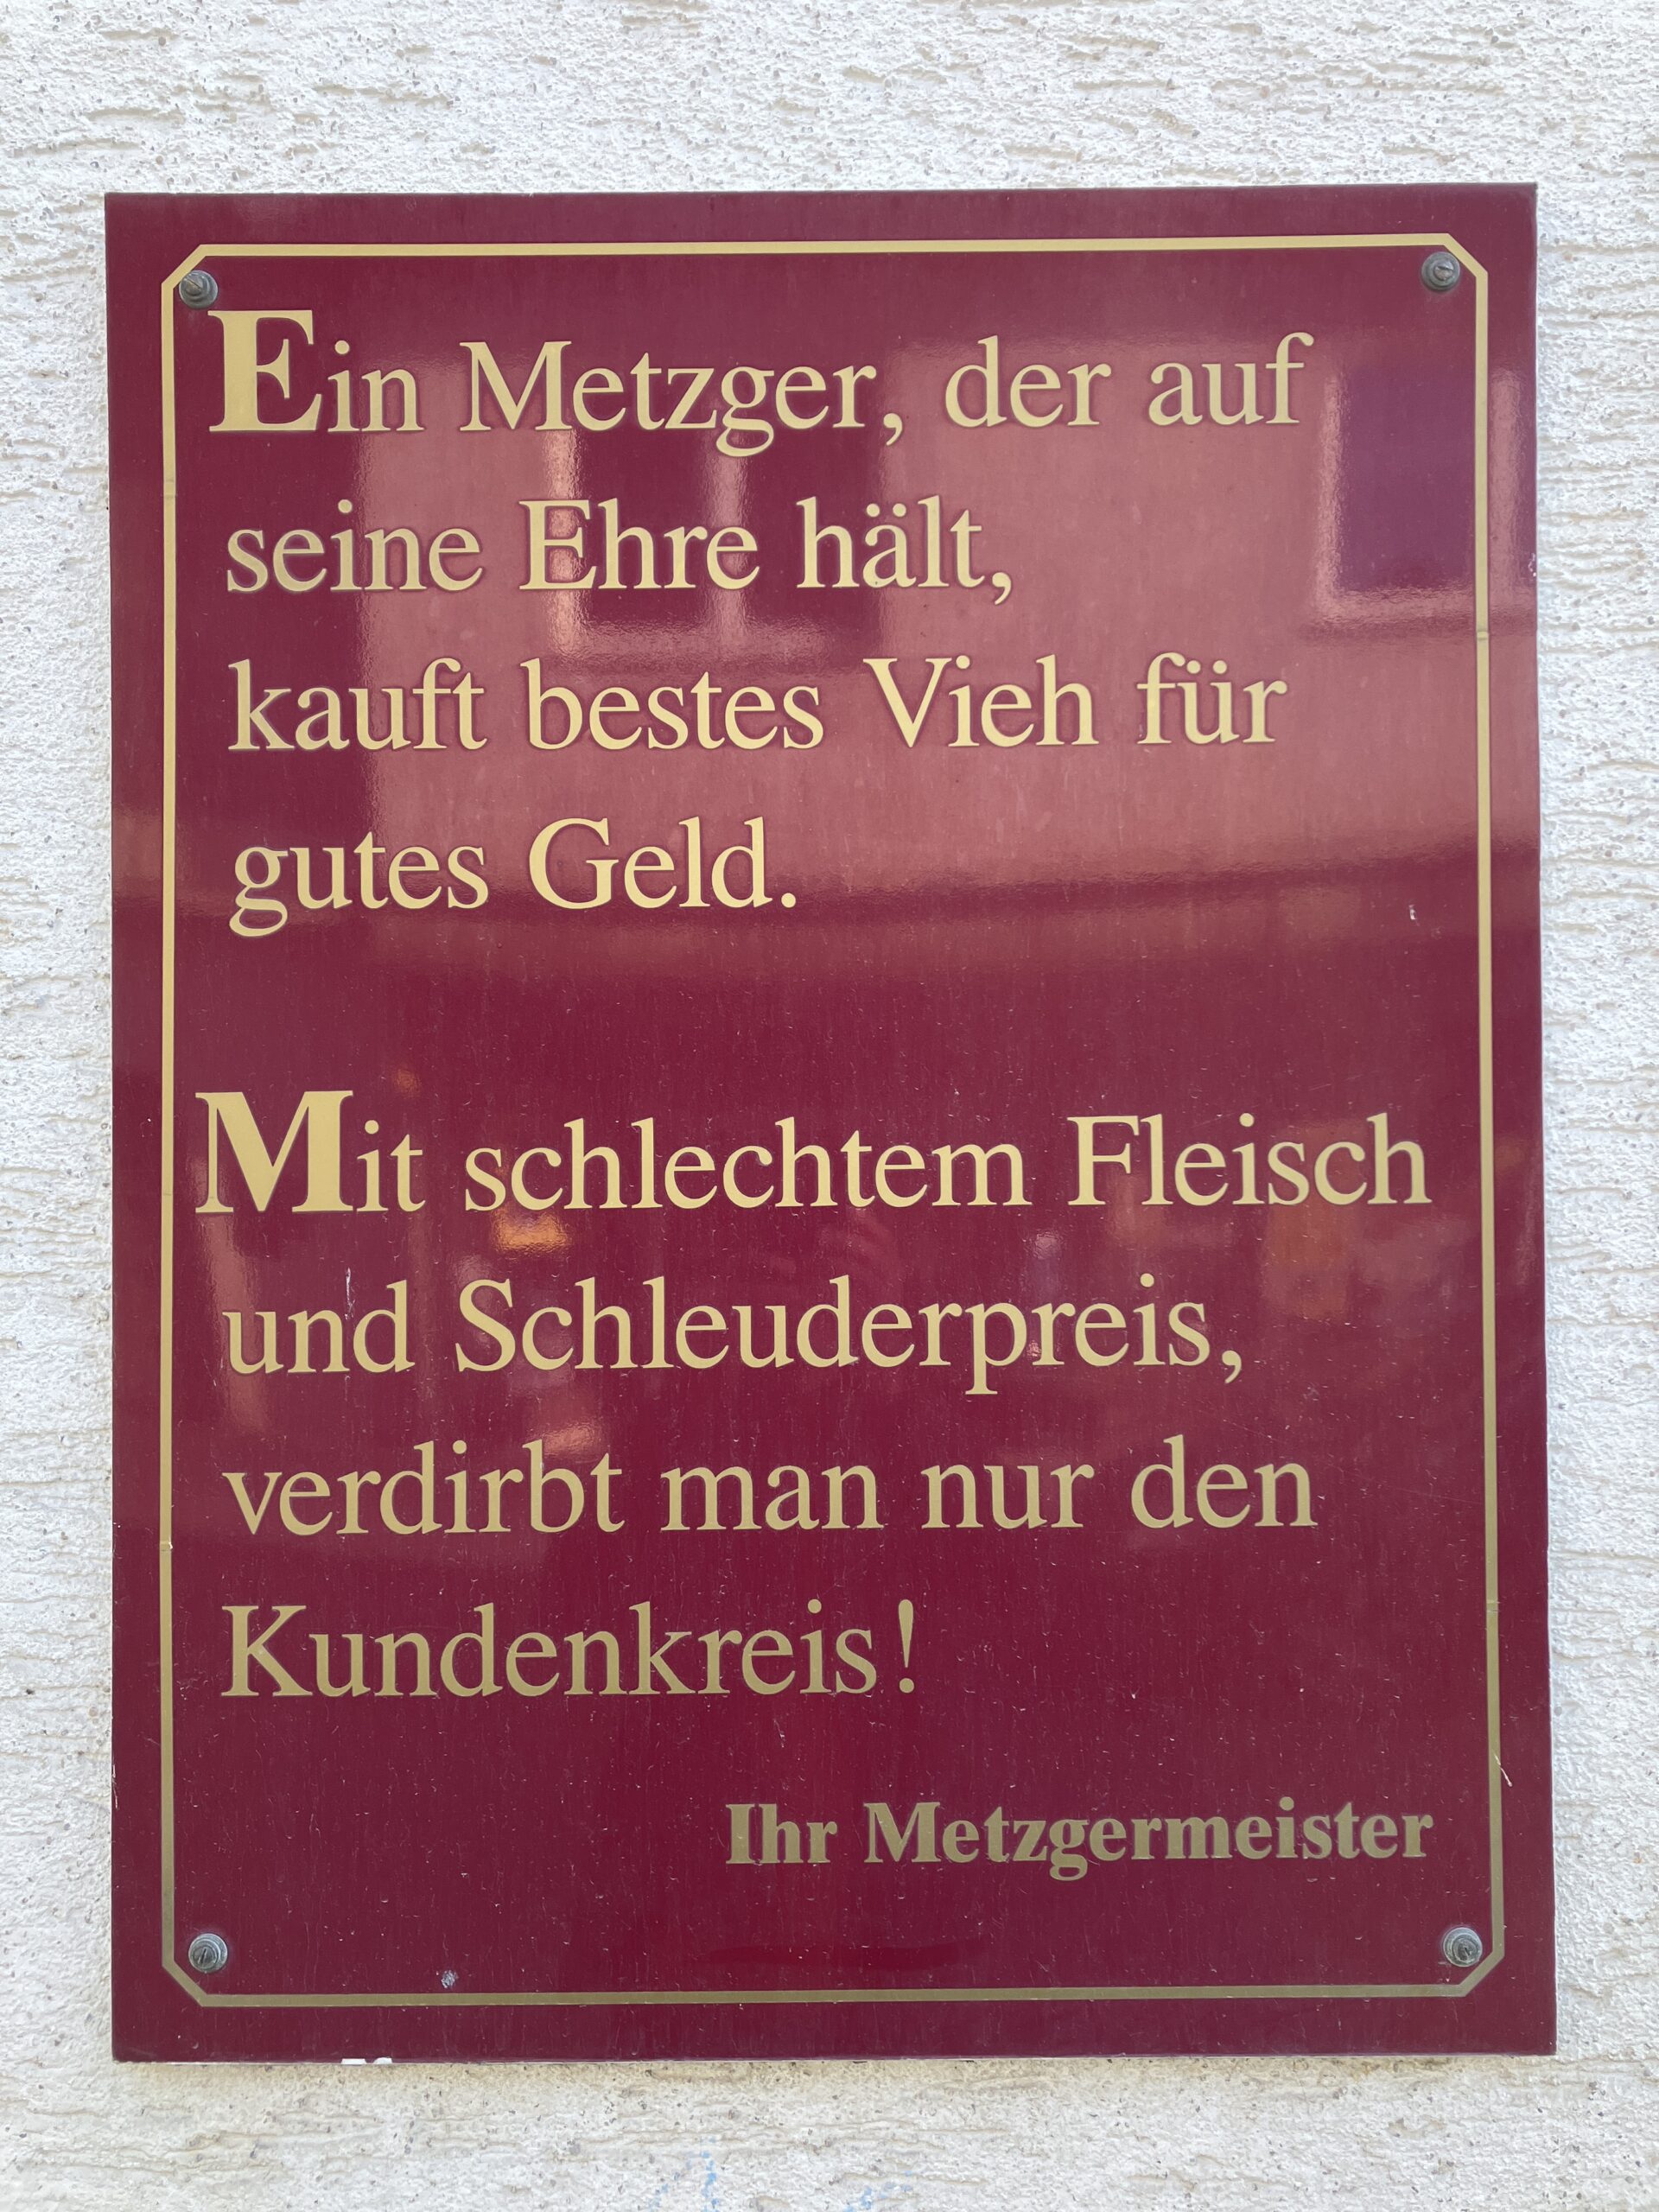 Ein Metzger, der auf
seine Ehre hält,
kauft bestes Vieh für
gutes Geld.
Mit schlechtem Fleisch
und Schleuderpreis,
verdirbt man nur den
Kundenkreis!
Ihr Metzgermeister